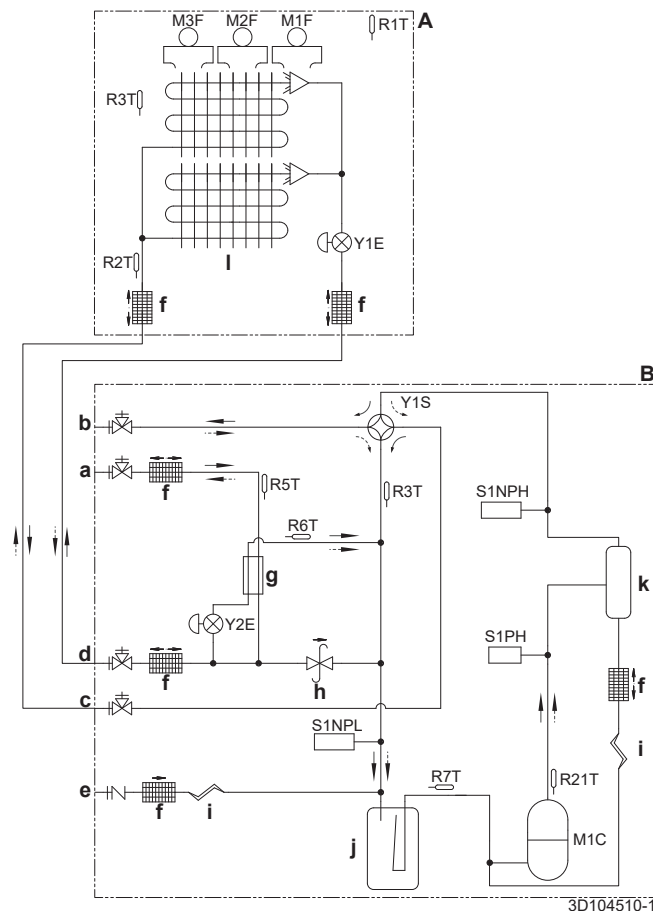 M3F M2F M1F
R1T
A
R3T
Y1E
R2T
l
f
f
B
b
Y1S
a
f
R5T
R3T
S1NPH
R6T
g
k
Y2E
S1PH
d
f
h
f
c
S1NPL
i
e
f
i
R7T
R21T
j
M1C
3D104510-1